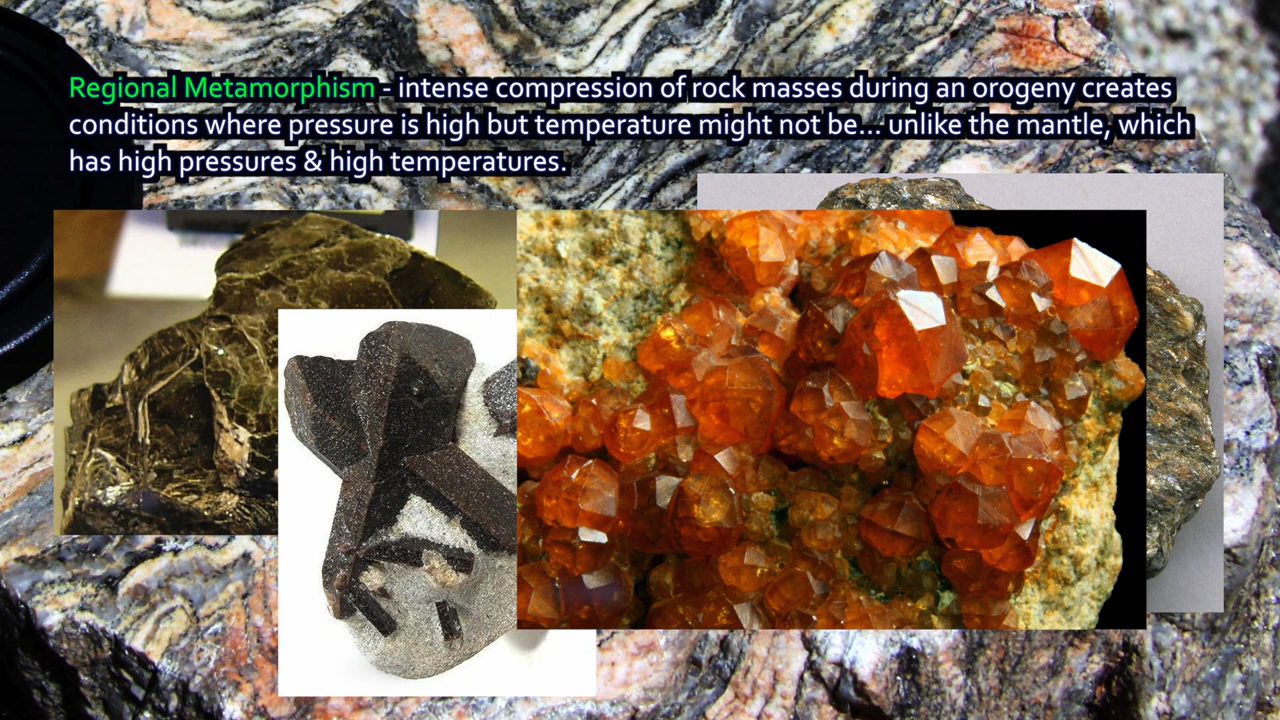 Regional Metamorphism - intense compression of rock masses during an orogeny creates
conditions where pressure is high but temperature might not be... unlike the mantle, which
has high pressures & high temperatures.